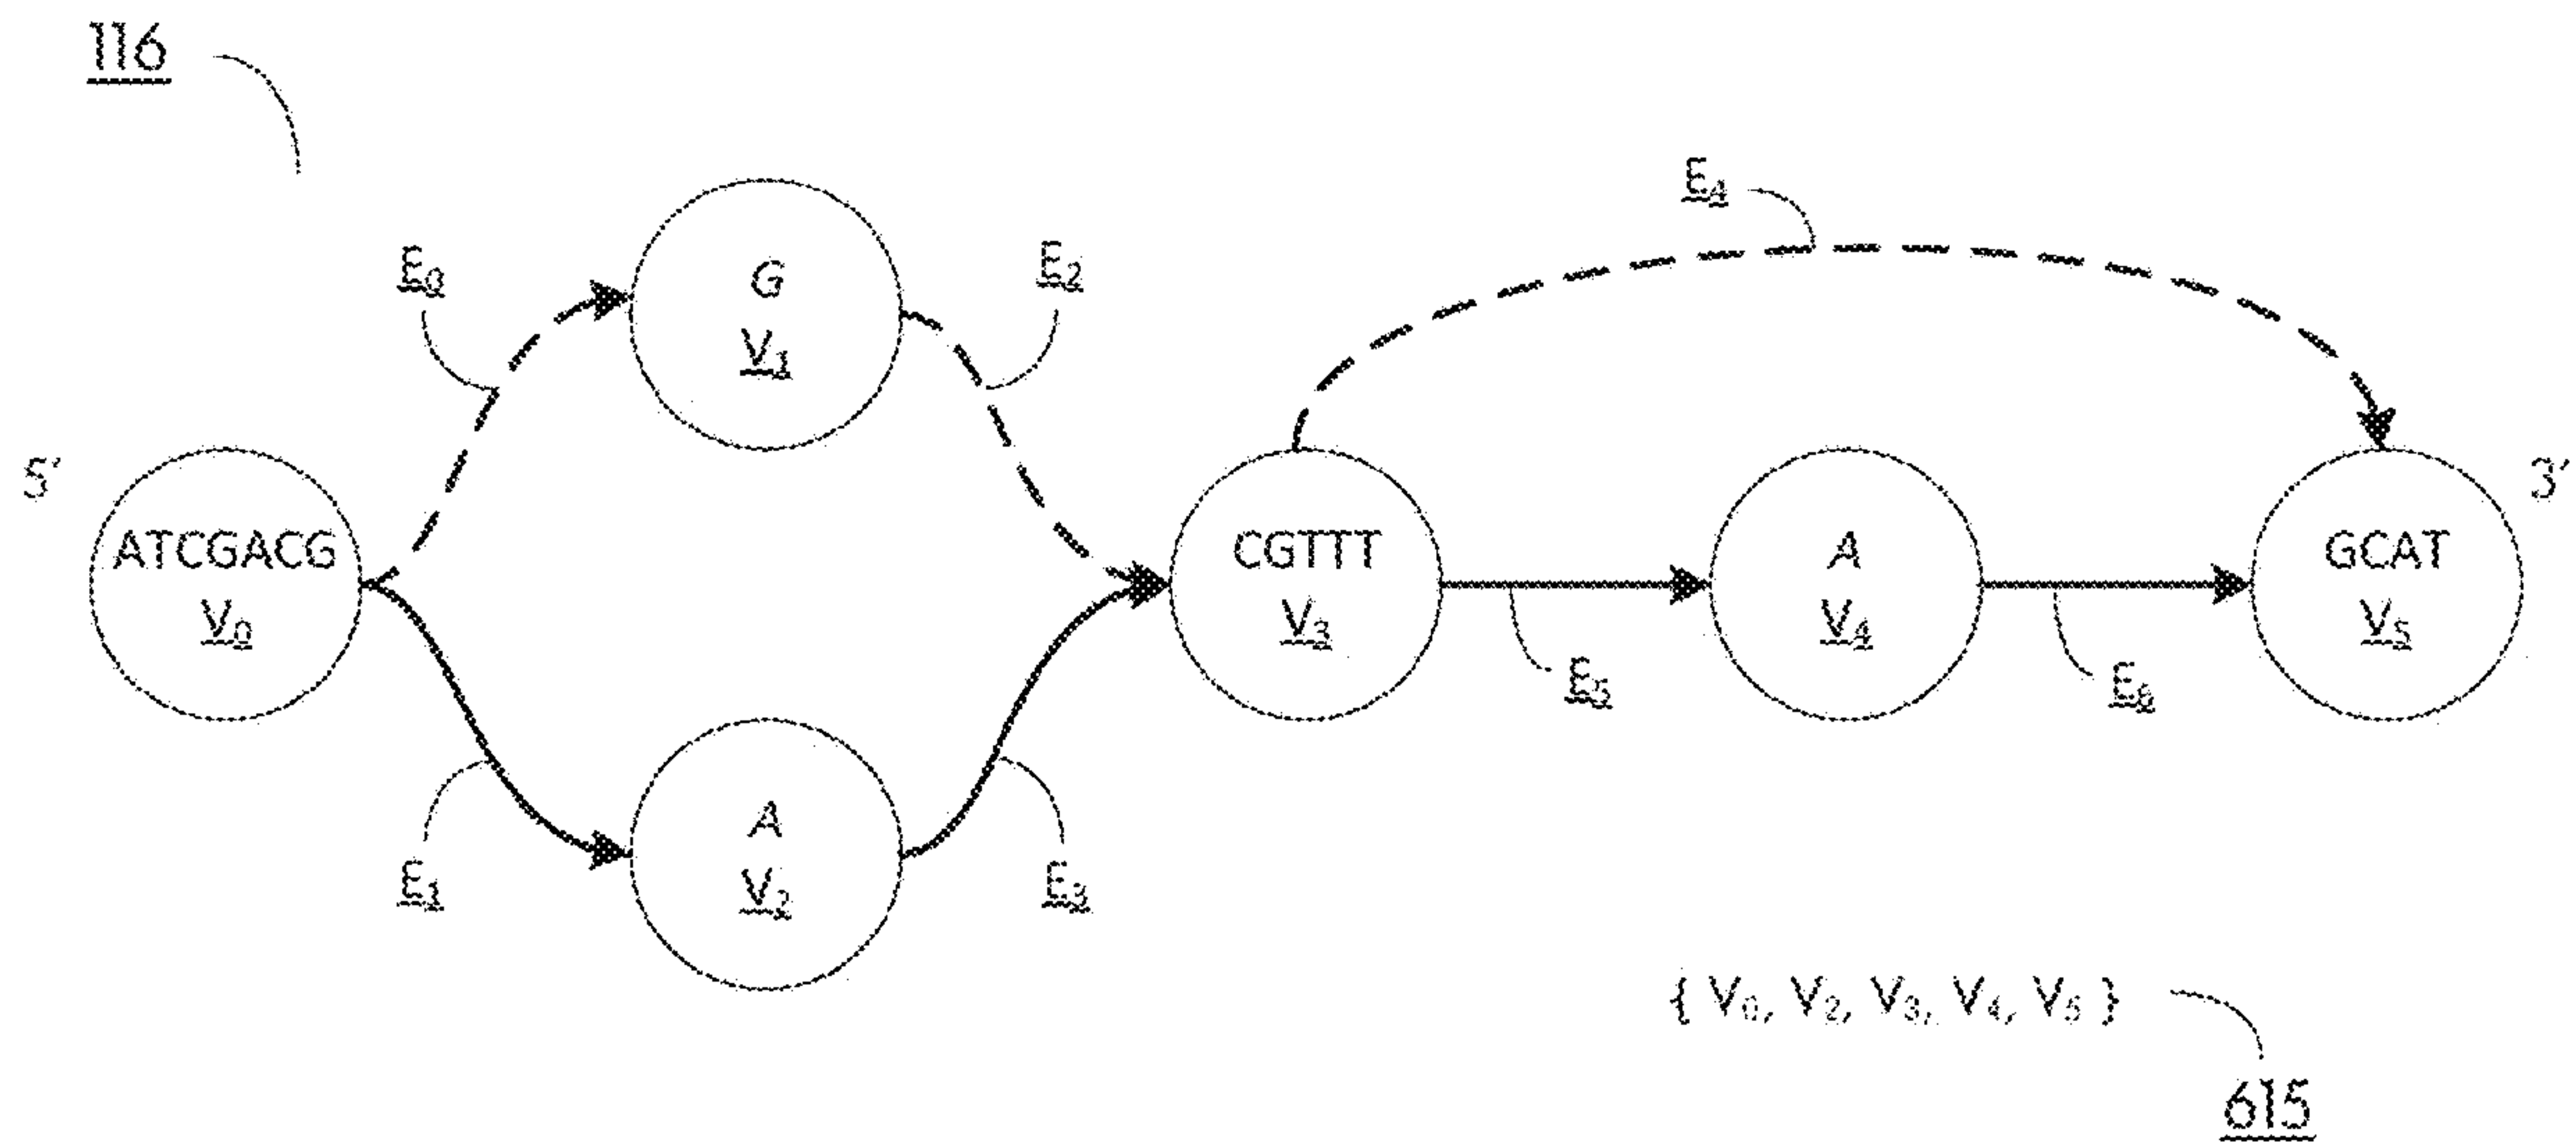 116
E₄
E₀
G
E₂
V₁
5′
3′
ATCGACG
V₀
CGTTT
V₃
A
V₄
GCAT
V₅
E₅
E₆
A
V₂
E₁
E₃
{ V₀, V₂, V₃, V₄, V₅ }
615